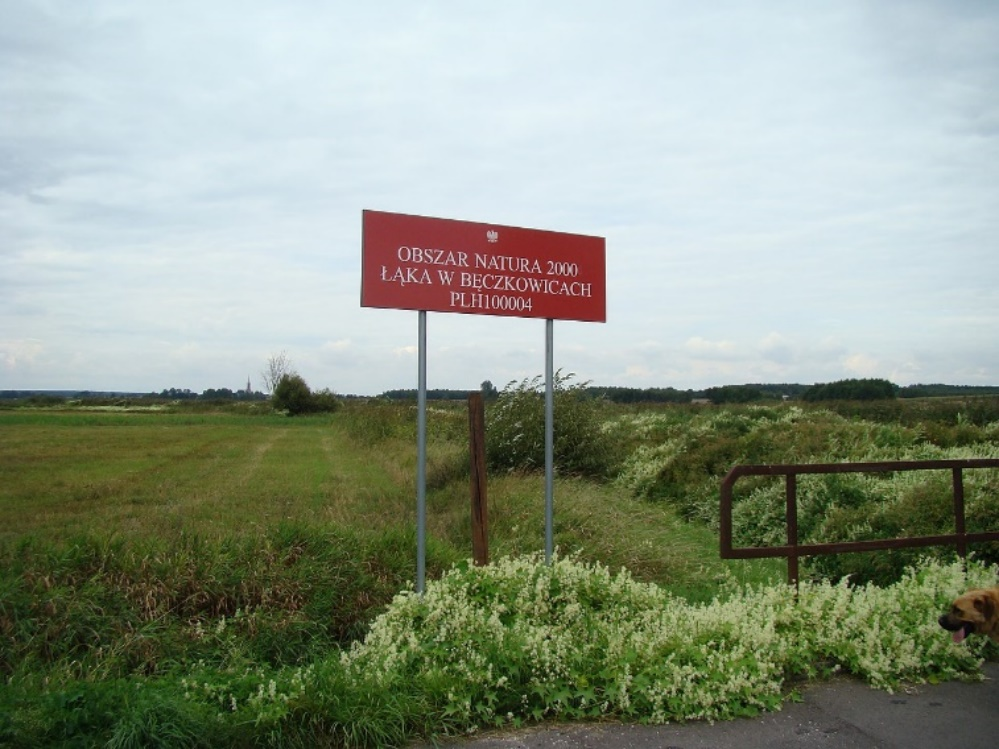 OBSZAR NATURA 2000
ŁĄKA W BĘCZKOWICACH
PLH100004